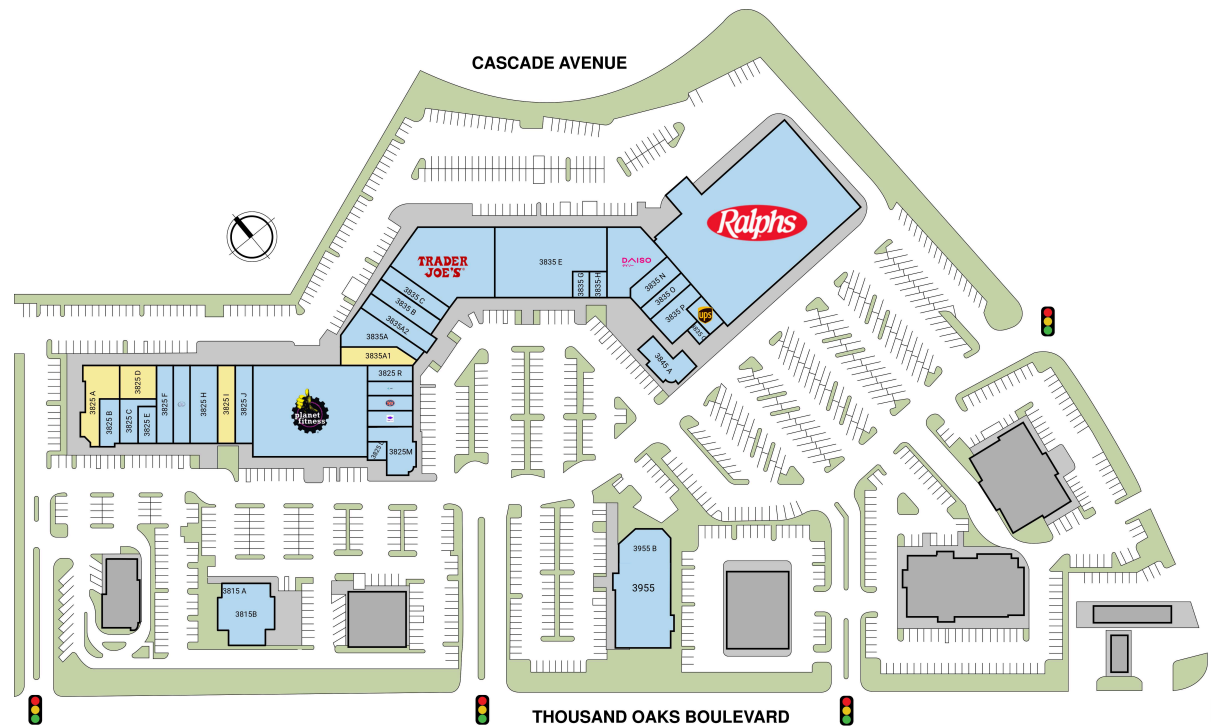 CASCADE AVENUE
Ralphs
TRADER
JOE'S
3835 E
DAISO
3835 G
3835-H
3835 N
3835 O
3835 P
ups
3835 C
3835 B
3835A2
3835A
3835A1
3845 A
3825 A
3825 B
3825 C
3825 D
3825 E
3825 F
3825 H
3825 I
3825 J
planet
fitness
3825 R
3825M
3955 B
3955
3815 A
3815B
THOUSAND OAKS BOULEVARD